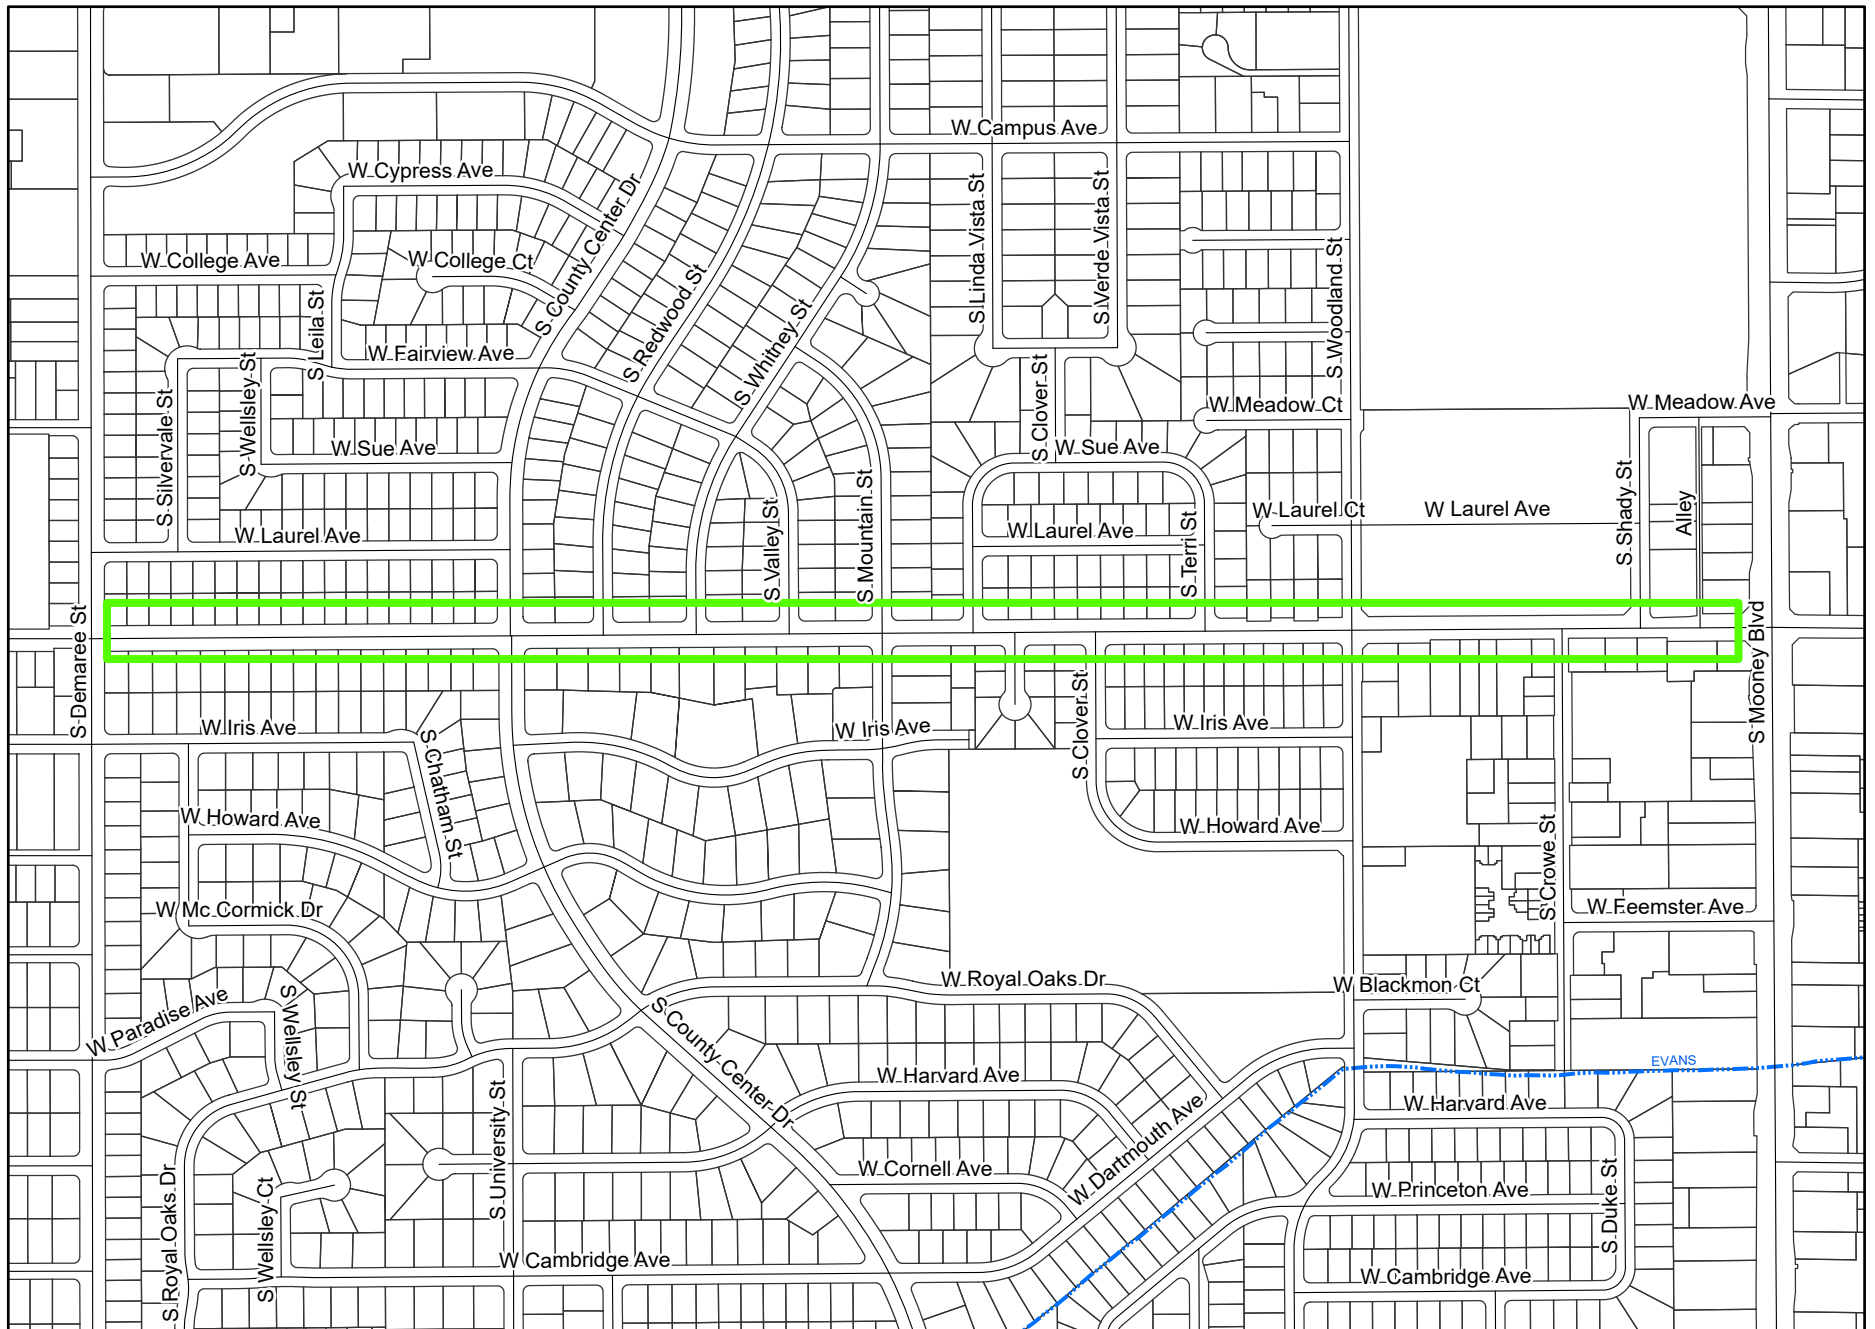 W Campus Ave
W Cypress Ave
S County Center Dr
S Linda Vista St
S Verde Vista St
W College Ave
W College Ct
S Redwood St
S Whitney St
S Woodland St
S Leila St
W Fairview Ave
S Wellsley St
S Silvervale St
S Clover St
W Meadow Ct
W Meadow Ave
W Sue Ave
W Sue Ave
S Valley St
S Mountain St
W Laurel Ave
W Laurel Ave
S Terri St
W Laurel Ct
W Laurel Ave
S Shady St
Alley
S Demaree St
S Mooney Blvd
W Iris Ave
S Chatham St
W Iris Ave
S Clover St
W Iris Ave
W Howard Ave
W Howard Ave
S Crowe St
W Mc Cormick Dr
W Feemster Ave
W Paradise Ave
S Wellsley St
W Royal Oaks Dr
W Blackmon Ct
S County Center Dr
EVANS
W Harvard Ave
W Harvard Ave
S University St
W Dartmouth Ave
W Cornell Ave
S Royal Oaks Dr
S Wellsley Ct
W Princeton Ave
S Duke St
W Cambridge Ave
W Cambridge Ave